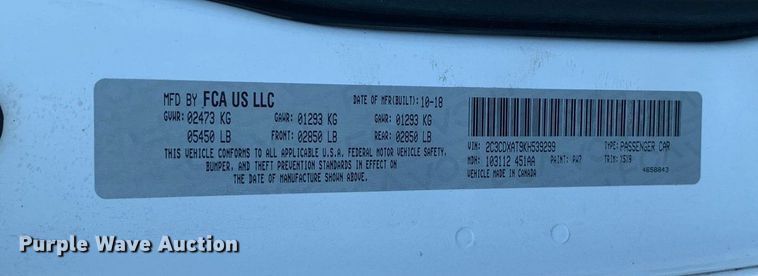 MFD BY FCA US LLC DATE OF MFR(BUILT): 10-18
GVWR: 02473 KG GAWR: 01293 KG GAWR: 01293 KG
05450 LB FRONT: 02850 LB REAR: 02850 LB
THIS VEHICLE CONFORMS TO ALL APPLICABLE U.S.A. FEDERAL MOTOR VEHICLE SAFETY,
BUMPER, AND THEFT PREVENTION STANDARDS IN EFFECT ON
THE DATE OF MANUFACTURE SHOWN ABOVE.
VIN: 2C3CDXAT9KH539299 TYPE: PASSENGER CAR
MDH: 103112 451AA PAINT: PW7 TRIM: X5X9
VEHICLE MADE IN CANADA 4658843
Purple Wave Auction